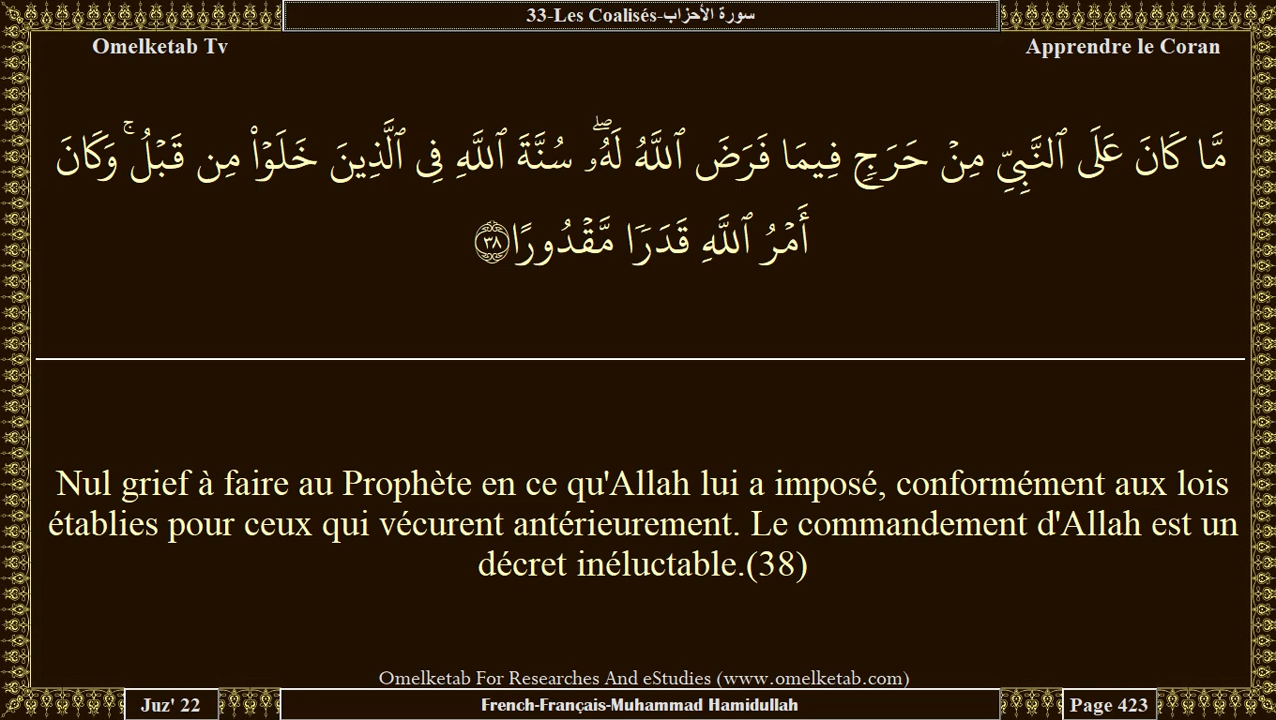 33-Les Coalisés-سورة الأحزاب
Omelketab Tv
Apprendre le Coran
مَّا كَانَ عَلَى ٱلنَّبِيِّ مِنۡ حَرَجٖ فِيمَا فَرَضَ ٱللَّهُ لَهُۥۖ سُنَّةَ ٱللَّهِ فِي ٱلَّذِينَ خَلَوۡاْ مِن قَبۡلُۚ وَكَانَ
أَمۡرُ ٱللَّهِ قَدَرٗا مَّقۡدُورًا ٣٨
Nul grief à faire au Prophète en ce qu'Allah lui a imposé, conformément aux lois
établies pour ceux qui vécurent antérieurement. Le commandement d'Allah est un
décret inéluctable.(38)
Omelketab For Researches And eStudies (www.omelketab.com)
Juz' 22
French-Français-Muhammad Hamidullah
Page 423